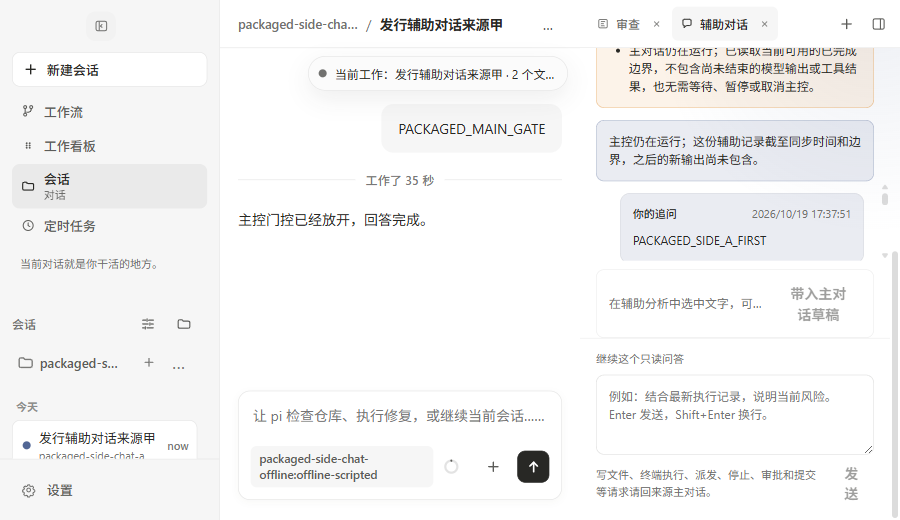 新建会话
工作流
工作看板
会话
对话
定时任务
当前对话就是你干活的地方。
会话
packaged-s...
今天
发行辅助对话来源甲
now
packaged-side-chat-a
设置
packaged-side-cha... / 发行辅助对话来源甲
...
当前工作：发行辅助对话来源甲 · 2 个文...
PACKAGED_MAIN_GATE
工作了 35 秒
主控门控已经放开，回答完成。
让 pi 检查仓库、执行修复，或继续当前会话......
packaged-side-chat-
offline:offline-scripted
审查
辅助对话
主对话仍在运行；已读取当前可用的已完成
边界，不包含尚未结束的模型输出或工具结
果，也无需等待、暂停或取消主控。
主控仍在运行；这份辅助记录截至同步时间和边
界，之后的新输出尚未包含。
你的追问
2026/10/19 17:37:51
PACKAGED_SIDE_A_FIRST
在辅助分析中选中文字，可...
带入主对
话草稿
继续这个只读问答
例如：结合最新执行记录，说明当前风险。
Enter 发送，Shift+Enter 换行。
写文件、终端执行、派发、停止、审批和提交
等请求请回来源主对话。
发
送